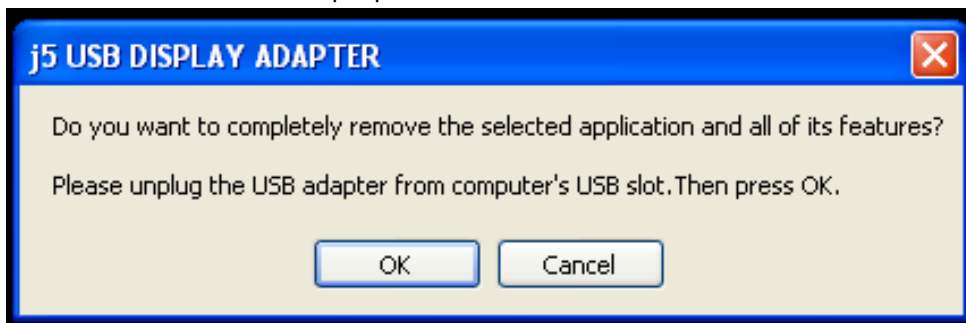 j5 USB DISPLAY ADAPTER
Do you want to completely remove the selected application and all of its features?
Please unplug the USB adapter from computer's USB slot.Then press OK.
OK Cancel